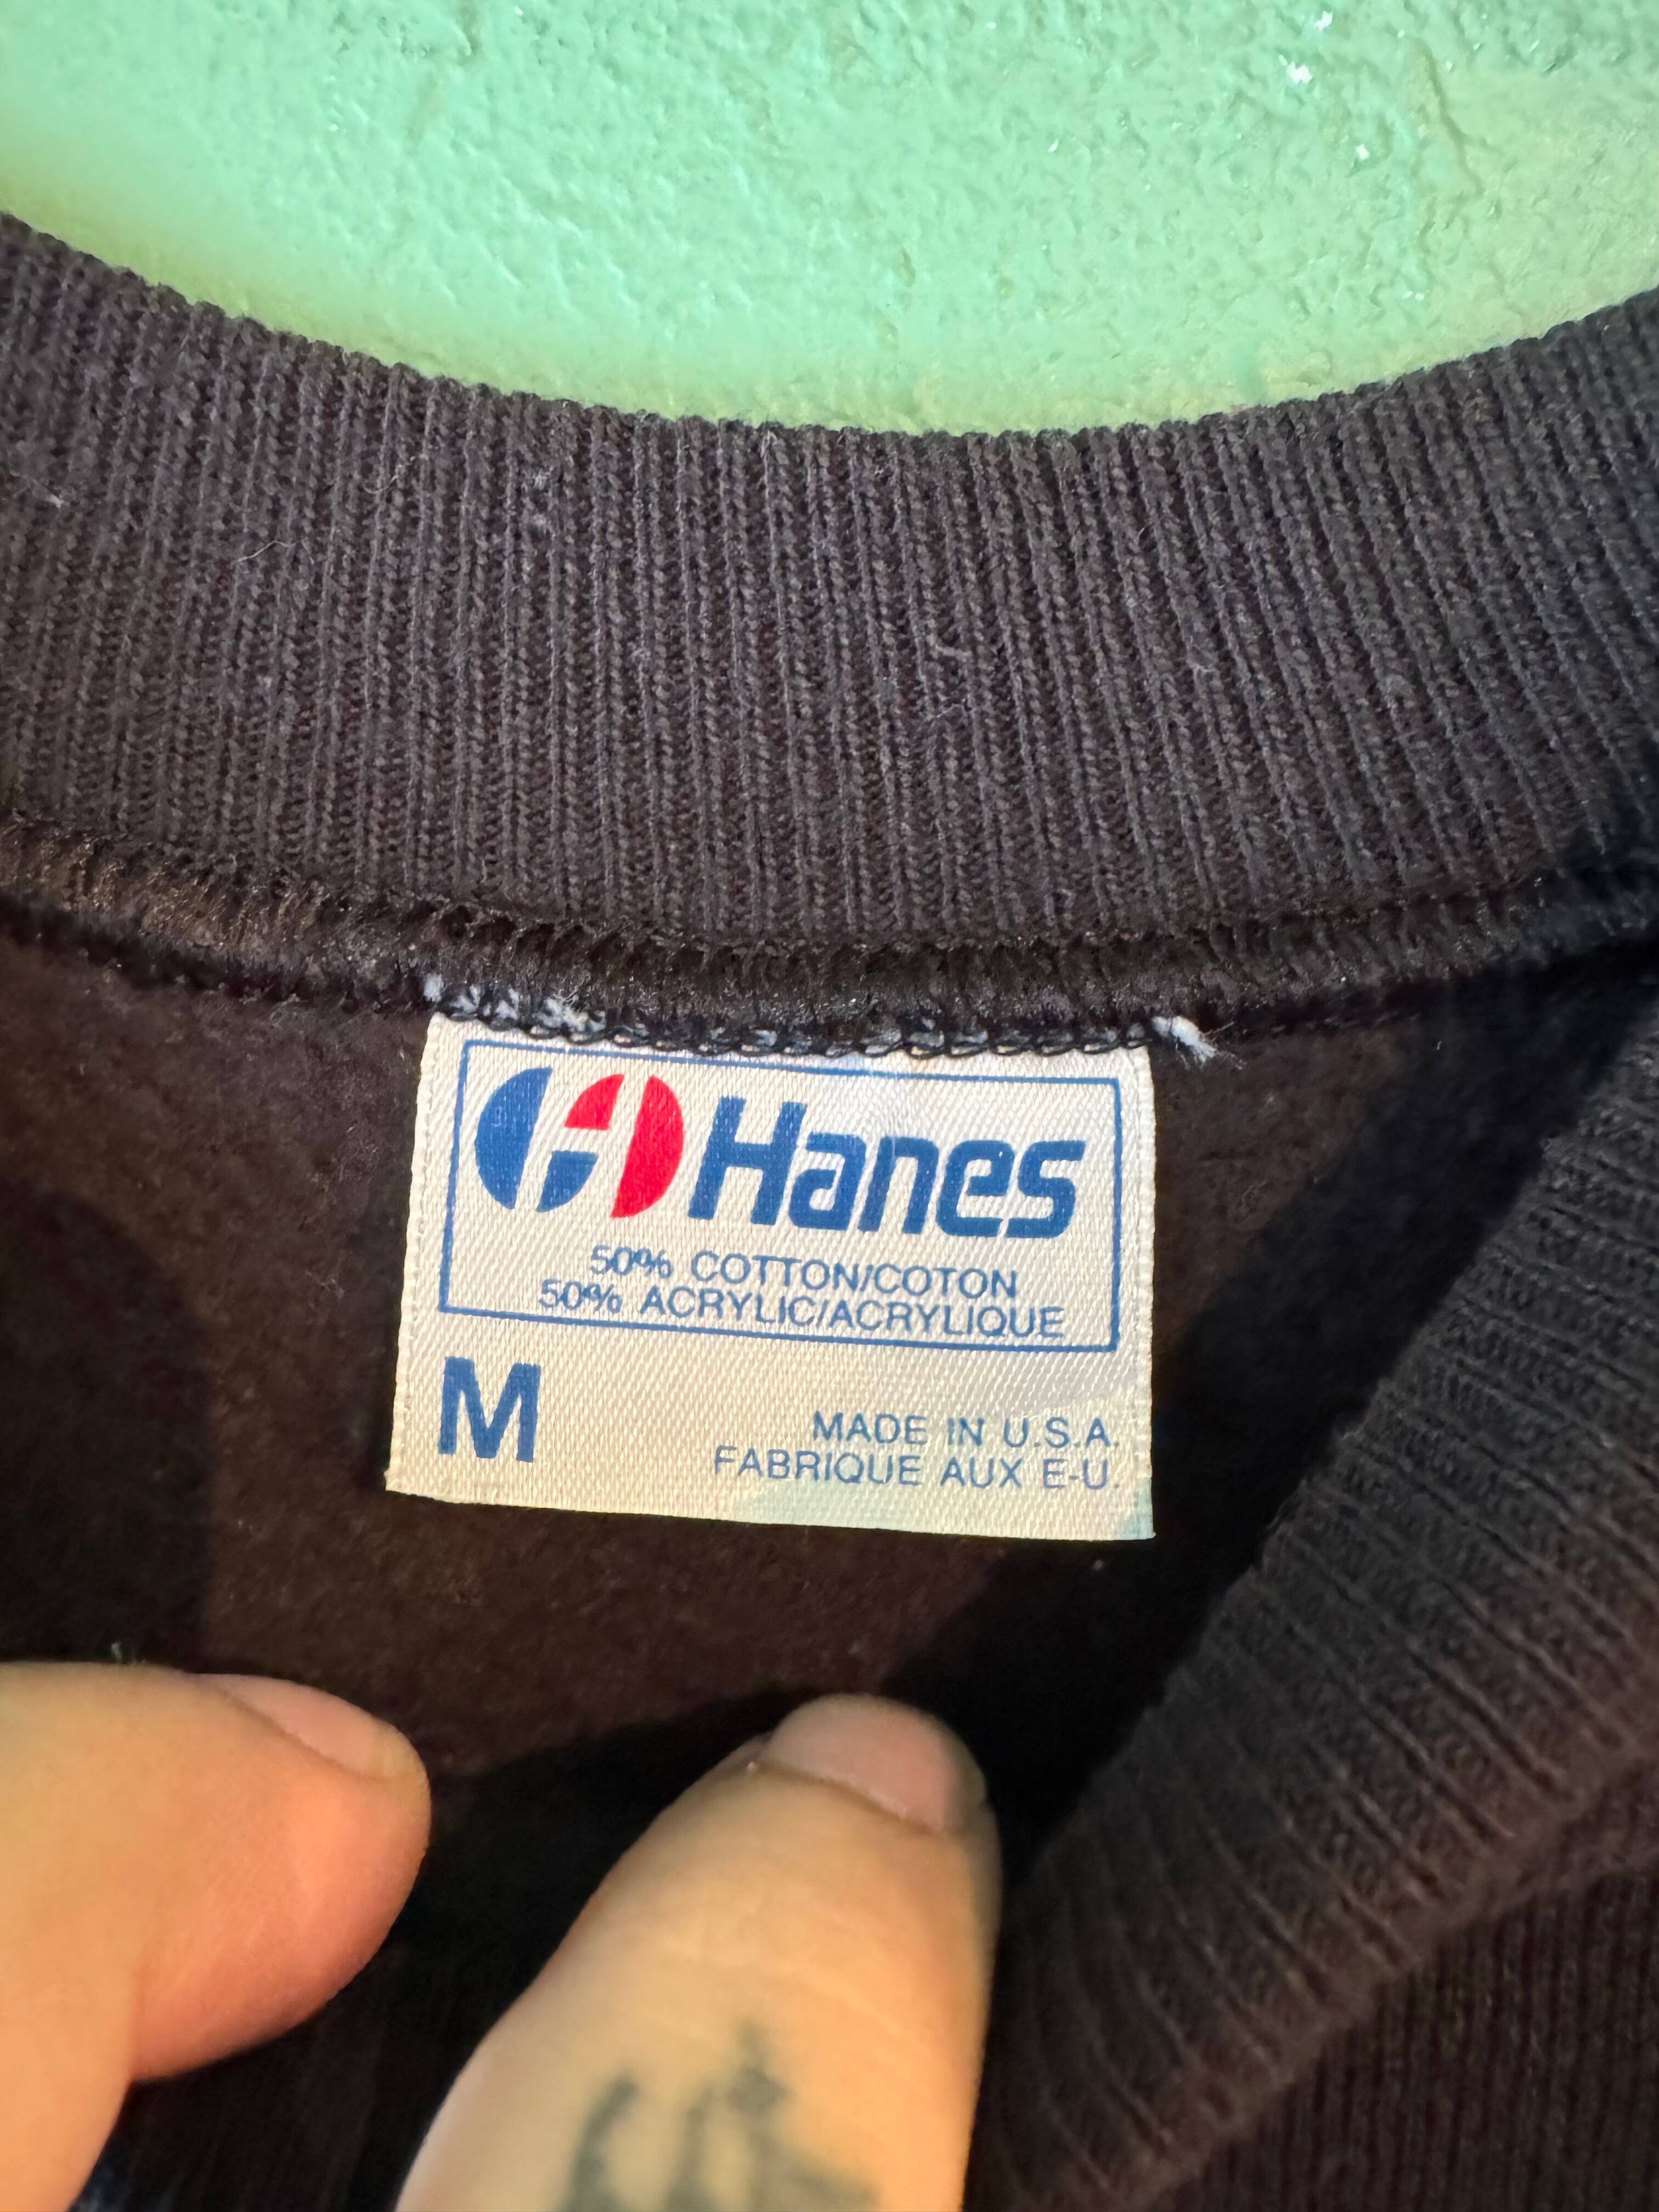 Hanes
50% COTTON/COTON
50% ACRYLIC/ACRYLIQUE
M
MADE IN U.S.A.
FABRIQUE AUX E-U.